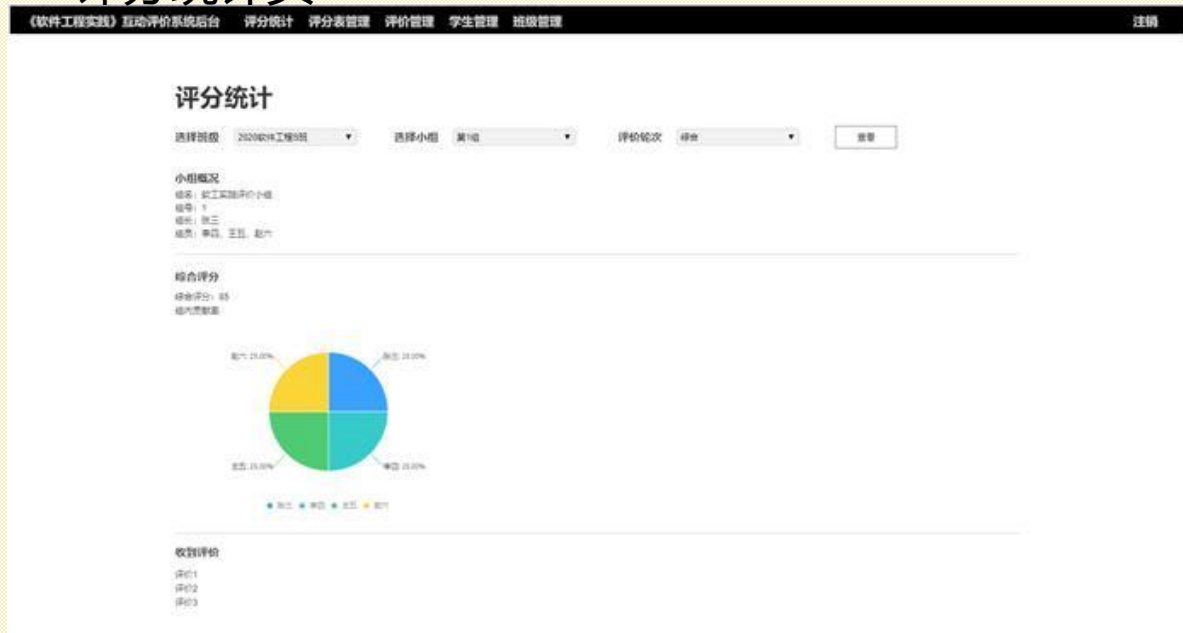 评分统计页
《软件工程实践》互动评价系统后台 评分统计 评分表管理 评价管理 学生管理 班级管理 注销
评分统计
选择班级 2020软件工程S班 选择小组 第1组 评价轮次 综合 查看
小组概况
组名：软工实践评价小组
组号：1
组长：张三
组员：李四、王五、赵六
综合评分
综合评分：85
组内贡献度
赵六: 25.00% 张三: 25.00%
王五: 25.00% 李四: 25.00%
张三 李四 王五 赵六
收到评价
评价1
评价2
评价3